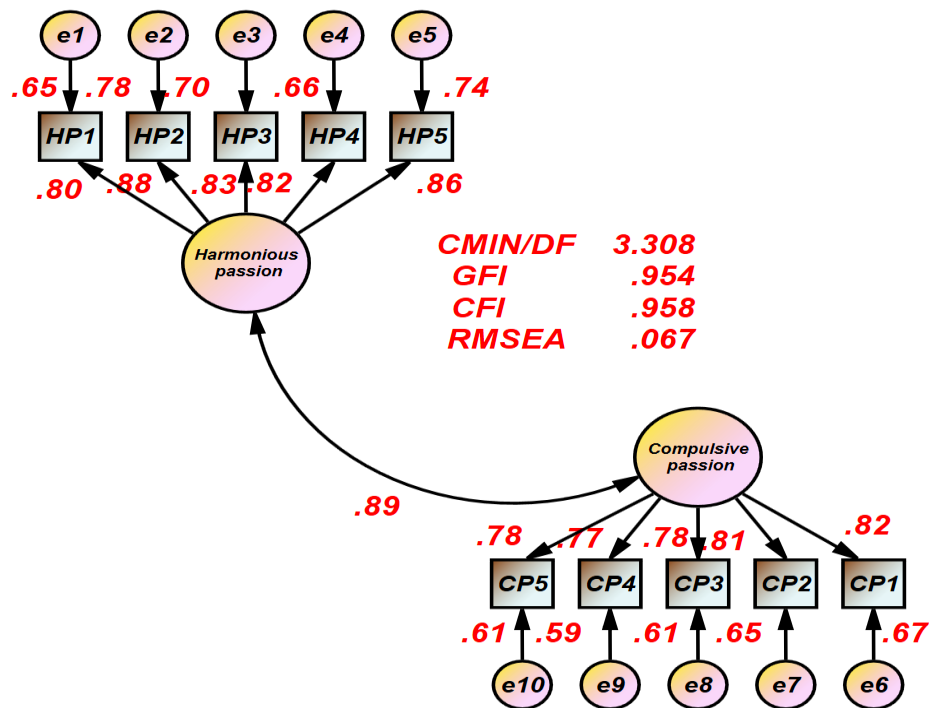 e1 e2 e3 e4 e5
.65 .78 .70 .66 .74
HP1 HP2 HP3 HP4 HP5
.80 .88 .83 .82 .86
Harmonious
passion
CMIN/DF 3.308
GFI .954
CFI .958
RMSEA .067
Compulsive
passion
.89
.78 .77 .78 .81 .82
CP5 CP4 CP3 CP2 CP1
.61 .59 .61 .65 .67
e10 e9 e8 e7 e6